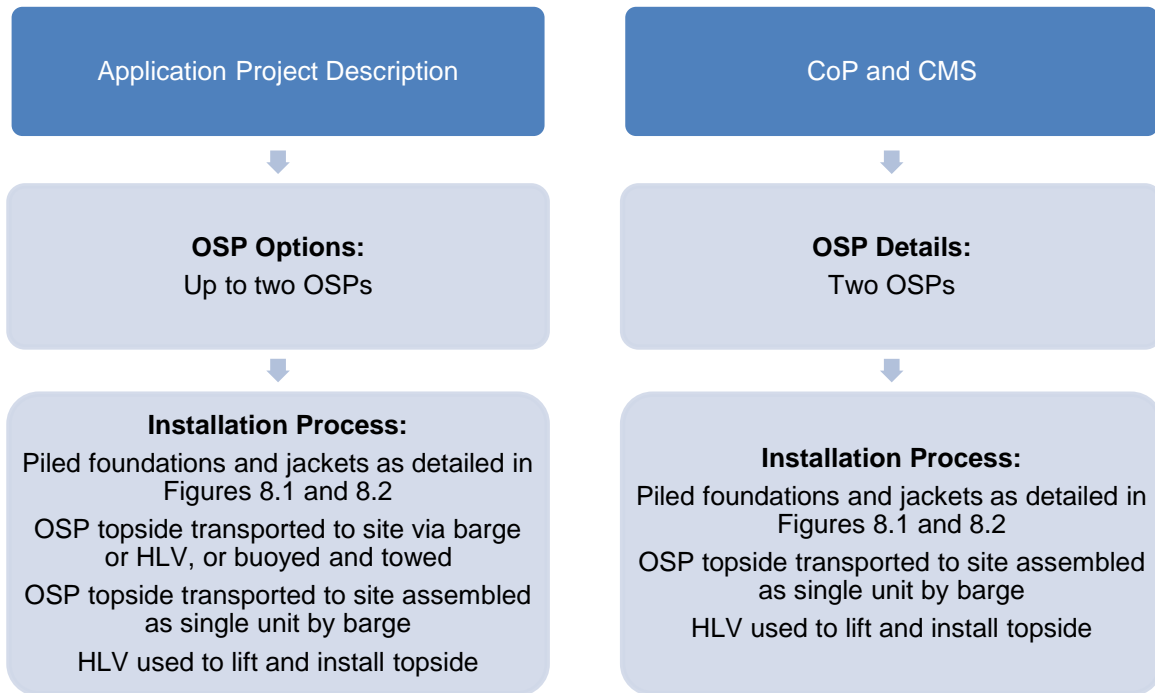 Application Project Description
OSP Options:
Up to two OSPs
Installation Process:
Piled foundations and jackets as detailed in
Figures 8.1 and 8.2
OSP topside transported to site via barge
or HLV, or buoyed and towed
OSP topside transported to site assembled
as single unit by barge
HLV used to lift and install topside
CoP and CMS
OSP Details:
Two OSPs
Installation Process:
Piled foundations and jackets as detailed in
Figures 8.1 and 8.2
OSP topside transported to site assembled
as single unit by barge
HLV used to lift and install topside